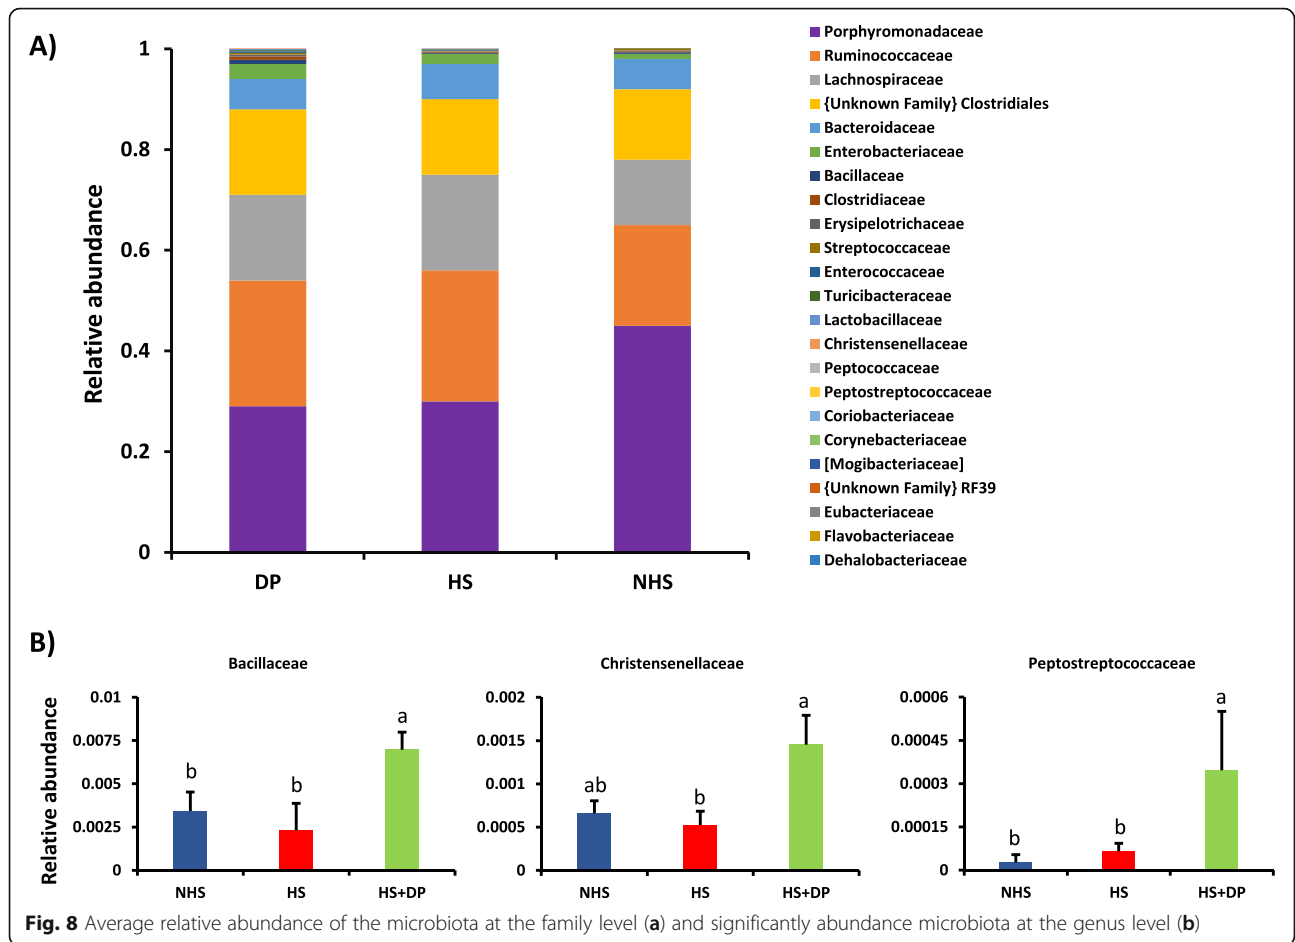 A)
Relative abundance
1
0.8
0.6
0.4
0.2
0
DP HS NHS
Porphyromonadaceae
Ruminococcaceae
Lachnospiraceae
{Unknown Family} Clostridiales
Bacteroidaceae
Enterobacteriaceae
Bacillaceae
Clostridiaceae
Erysipelotrichaceae
Streptococcaceae
Enterococcaceae
Turicibacteraceae
Lactobacillaceae
Christensenellaceae
Peptococcaceae
Peptostreptococcaceae
Coriobacteriaceae
Corynebacteriaceae
[Mogibacteriaceae]
{Unknown Family} RF39
Eubacteriaceae
Flavobacteriaceae
Dehalobacteriaceae
B)
Relative abundance
Bacillaceae
0.01
0.0075
0.005
0.0025
0
b b a
NHS HS HS+DP
Christensenellaceae
0.002
0.0015
0.001
0.0005
0
ab b a
NHS HS HS+DP
Peptostreptococcaceae
0.0006
0.00045
0.0003
0.00015
0
b b a
NHS HS HS+DP
Fig. 8 Average relative abundance of the microbiota at the family level (a) and significantly abundance microbiota at the genus level (b)